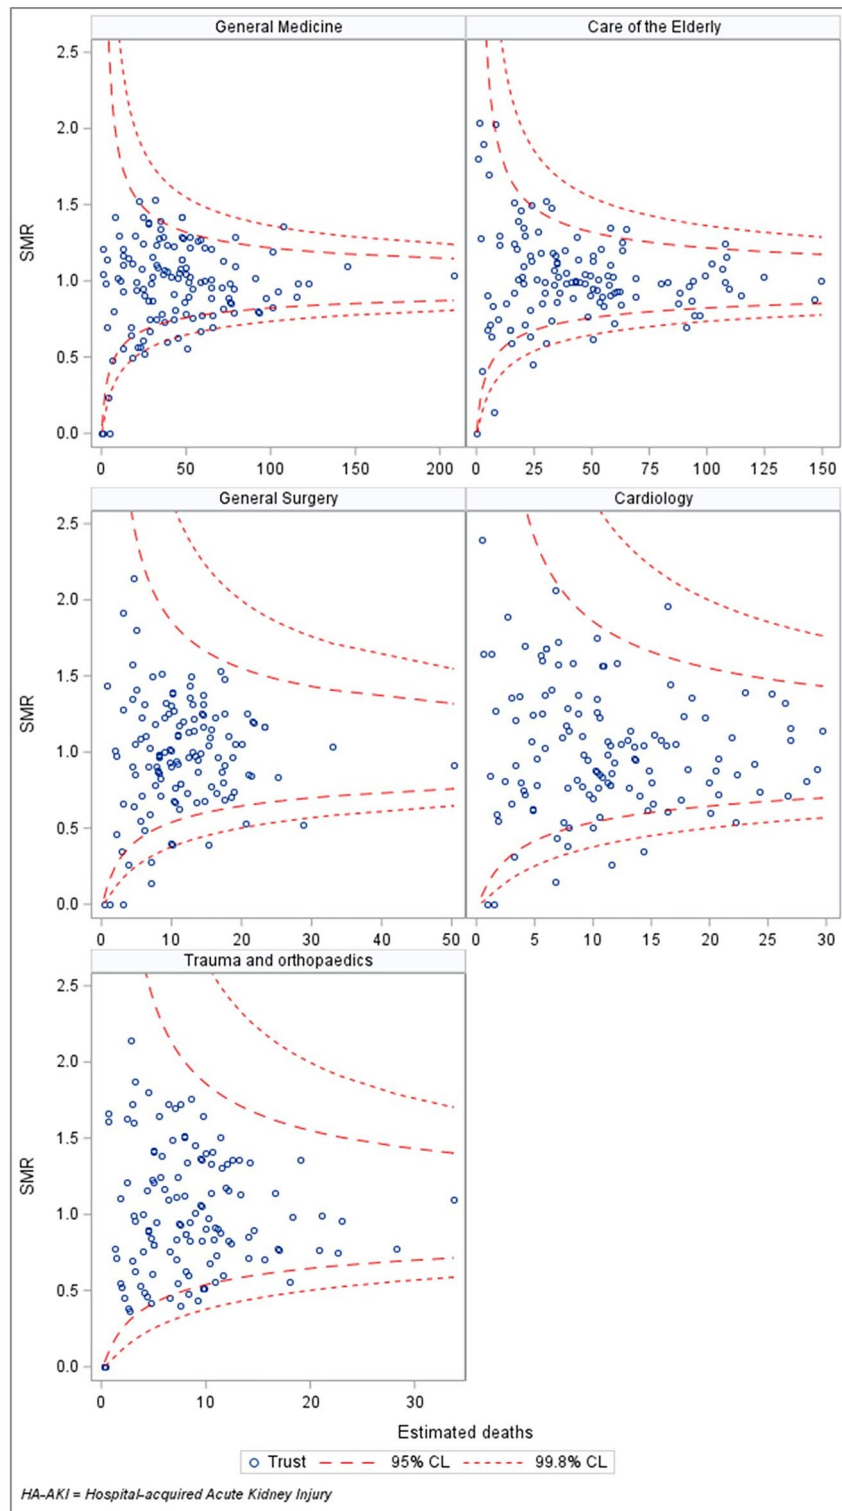 General Medicine
Care of the Elderly
2.5
2.0
1.5
1.0
0.5
0.0
SMR
0 50 100 150 200
0 25 50 75 100 125 150
General Surgery
Cardiology
2.5
2.0
1.5
1.0
0.5
0.0
SMR
0 10 20 30 40 50
0 5 10 15 20 25 30
Trauma and orthopaedics
2.5
2.0
1.5
1.0
0.5
0.0
SMR
0 10 20 30
Estimated deaths
Trust 95% CL 99.8% CL
HA-AKI = Hospital-acquired Acute Kidney Injury